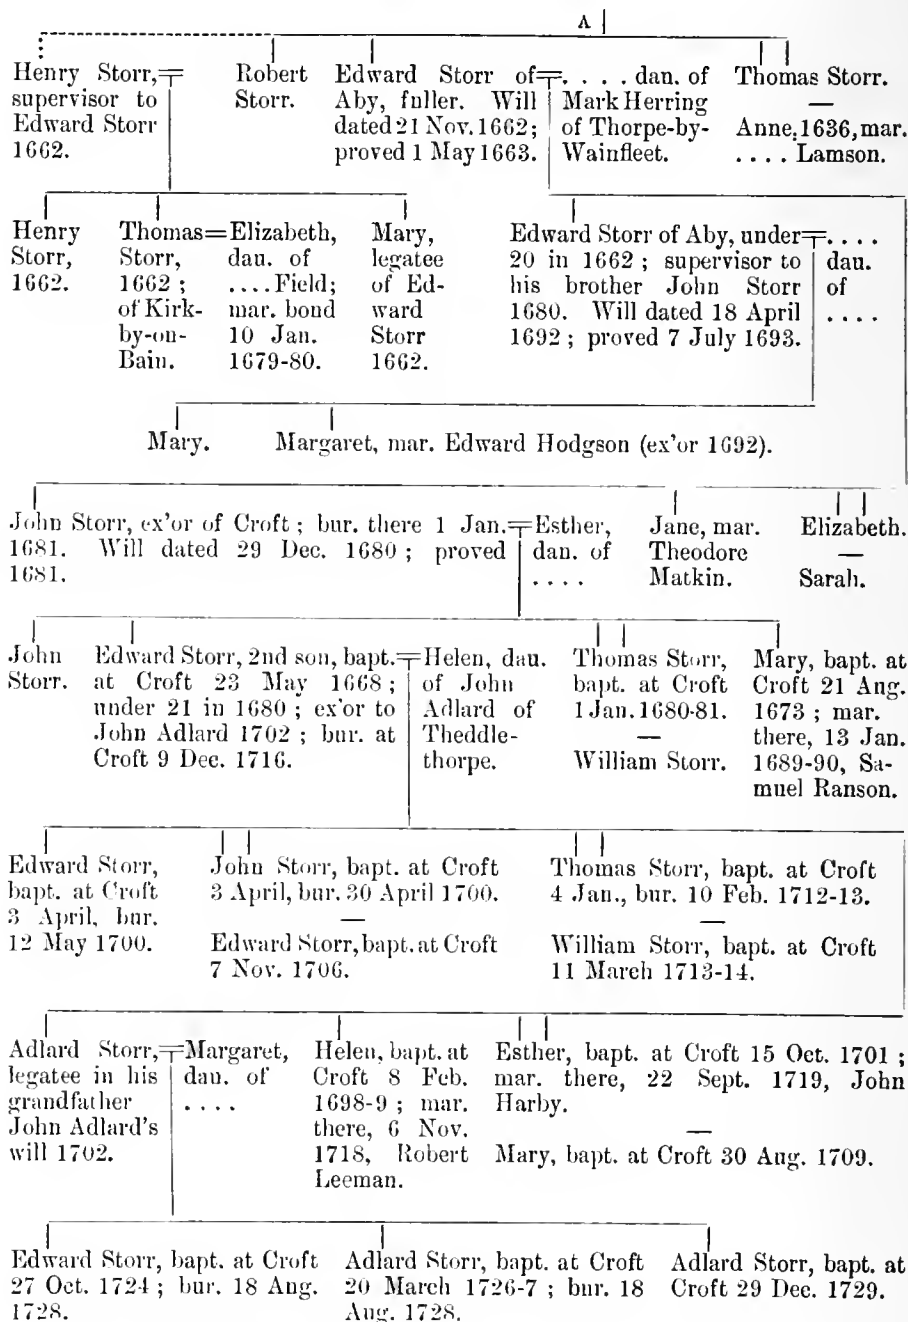 A
Henry Storr,
supervisor to
Edward Storr
1662.
Robert
Storr.
Edward Storr of
Aby, fuller. Will
dated 21 Nov. 1662;
proved 1 May 1663.
. . . . dan. of
Mark Herring
of Thorpe-by-
Wainfleet.
Thomas Storr.
—
Anne, 1636, mar.
. . . . Lamson.
Henry
Storr,
1662.
Thomas
Storr,
1662;
of Kirk-
by-on-
Bain.
Elizabeth,
dau. of
....Field;
mar. bond
10 Jan.
1679-80.
Mary,
legatee
of Ed-
ward
Storr
1662.
Edward Storr of Aby, under
20 in 1662; supervisor to
his brother John Storr
1680. Will dated 18 April
1692; proved 7 July 1693.
. . . .
dau.
of
. . . .
Mary.
Margaret, mar. Edward Hodgson (ex'or 1692).
John Storr, ex'or of Croft; bur. there 1 Jan.
1681. Will dated 29 Dec. 1680; proved
1681.
Esther,
dau. of
. . . .
Jane, mar.
Theodore
Matkin.
Elizabeth.
—
Sarah.
John
Storr.
Edward Storr, 2nd son, bapt.
at Croft 23 May 1668;
under 21 in 1680; ex'or to
John Adlard 1702; bur. at
Croft 9 Dec. 1716.
Helen, dau.
of John
Adlard of
Theddle-
thorpe.
Thomas Storr,
bapt. at Croft
1 Jan. 1680-81.
—
William Storr.
Mary, bapt. at
Croft 21 Aug.
1673; mar.
there, 13 Jan.
1689-90, Sa-
muel Ranson.
Edward Storr,
bapt. at Croft
3 April, bur.
12 May 1700.
John Storr, bapt. at Croft
3 April, bur. 30 April 1700.
—
Edward Storr, bapt. at Croft
7 Nov. 1706.
Thomas Storr, bapt. at Croft
4 Jan., bur. 10 Feb. 1712-13.
—
William Storr, bapt. at Croft
11 March 1713-14.
Adlard Storr,
legatee in his
grandfather
John Adlard's
will 1702.
Margaret,
dau. of
. . . .
Helen, bapt. at
Croft 8 Feb.
1698-9; mar.
there, 6 Nov.
1718, Robert
Leeman.
Esther, bapt. at Croft 15 Oct. 1701;
mar. there, 22 Sept. 1719, John
Harby.
—
Mary, bapt. at Croft 30 Aug. 1709.
Edward Storr, bapt. at Croft
27 Oct. 1724; bur. 18 Aug.
1728.
Adlard Storr, bapt. at Croft
20 March 1726-7; bur. 18
Aug. 1728.
Adlard Storr, bapt. at
Croft 29 Dec. 1729.